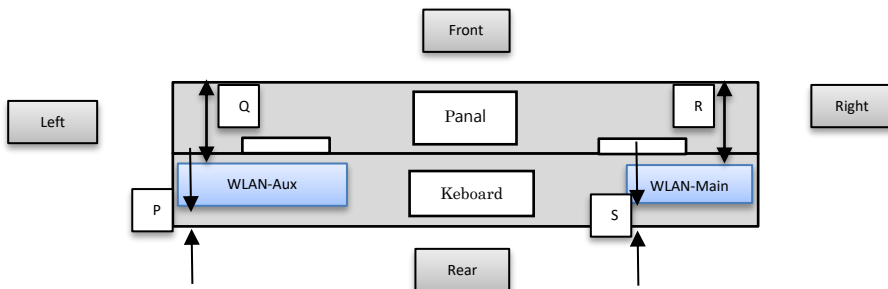 Front
Q
Panal
R
Left
Right
WLAN-Aux
Keboard
WLAN-Main
P
S
Rear